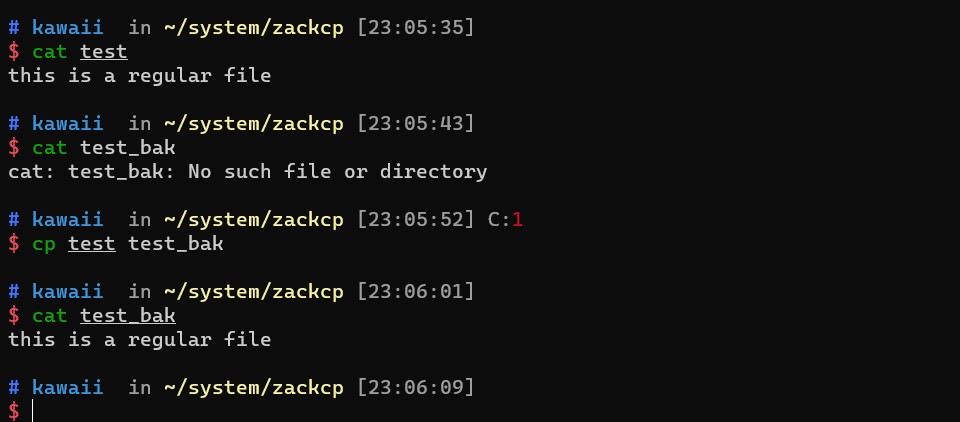 # kawaii  in ~/system/zackcp [23:05:35]
$ cat test
this is a regular file
# kawaii  in ~/system/zackcp [23:05:43]
$ cat test_bak
cat: test_bak: No such file or directory
# kawaii  in ~/system/zackcp [23:05:52] C:1
$ cp test test_bak
# kawaii  in ~/system/zackcp [23:06:01]
$ cat test_bak
this is a regular file
# kawaii  in ~/system/zackcp [23:06:09]
$